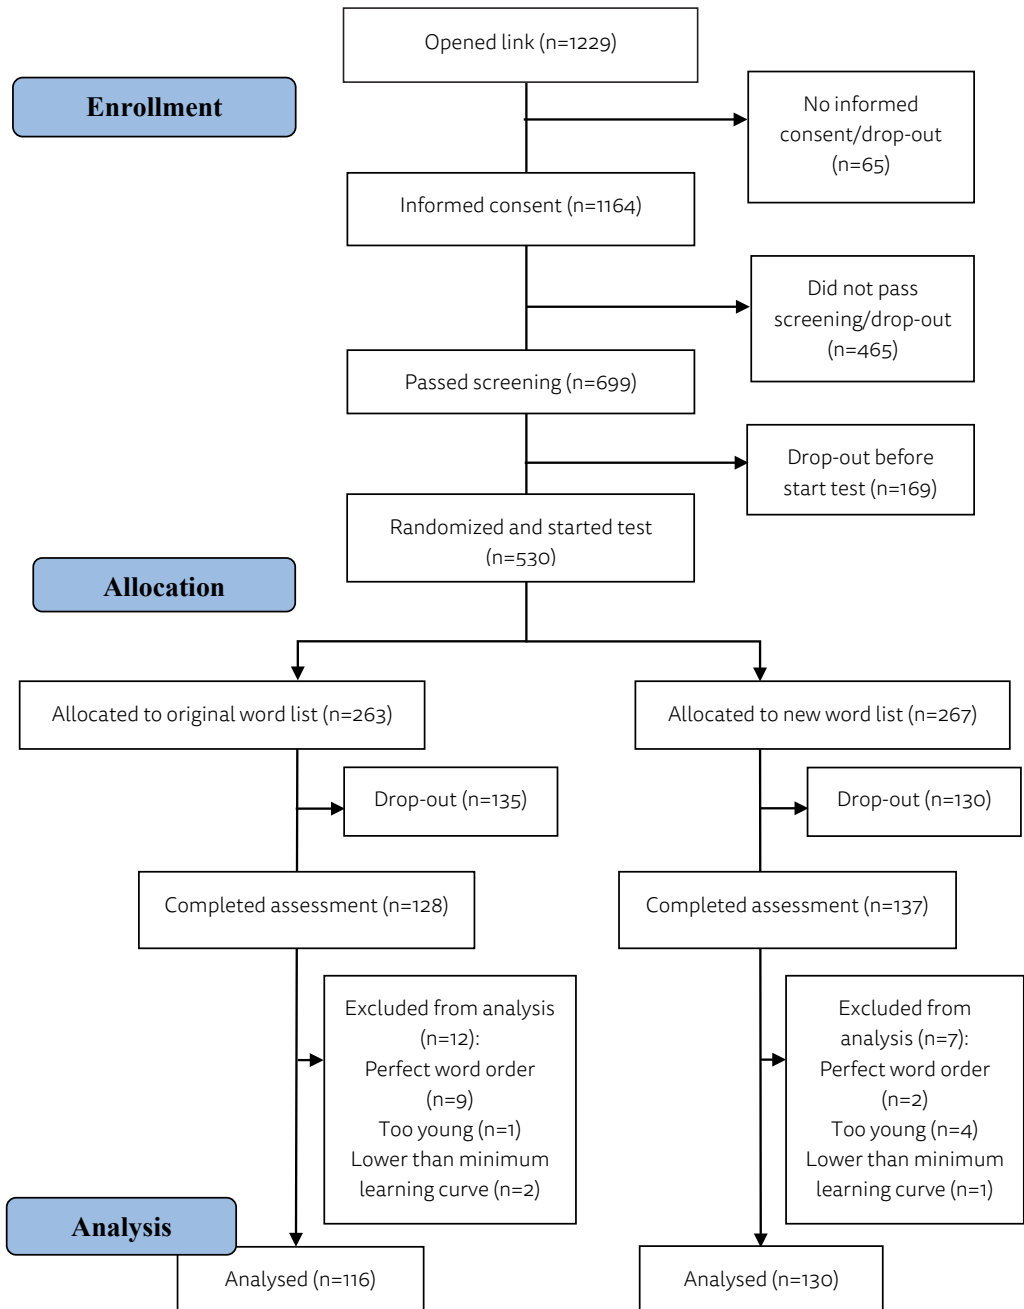 Opened link (n=1229)
Enrollment
No informed
consent/drop-out
(n=65)
Informed consent (n=1164)
Did not pass
screening/drop-out
(n=465)
Passed screening (n=699)
Drop-out before
start test (n=169)
Randomized and started test
(n=530)
Allocation
Allocated to original word list (n=263)
Allocated to new word list (n=267)
Drop-out (n=135)
Drop-out (n=130)
Completed assessment (n=128)
Completed assessment (n=137)
Excluded from analysis
(n=12):
Perfect word order
(n=9)
Too young (n=1)
Lower than minimum
learning curve (n=2)
Excluded from
analysis (n=7):
Perfect word order
(n=2)
Too young (n=4)
Lower than minimum
learning curve (n=1)
Analysis
Analysed (n=116)
Analysed (n=130)